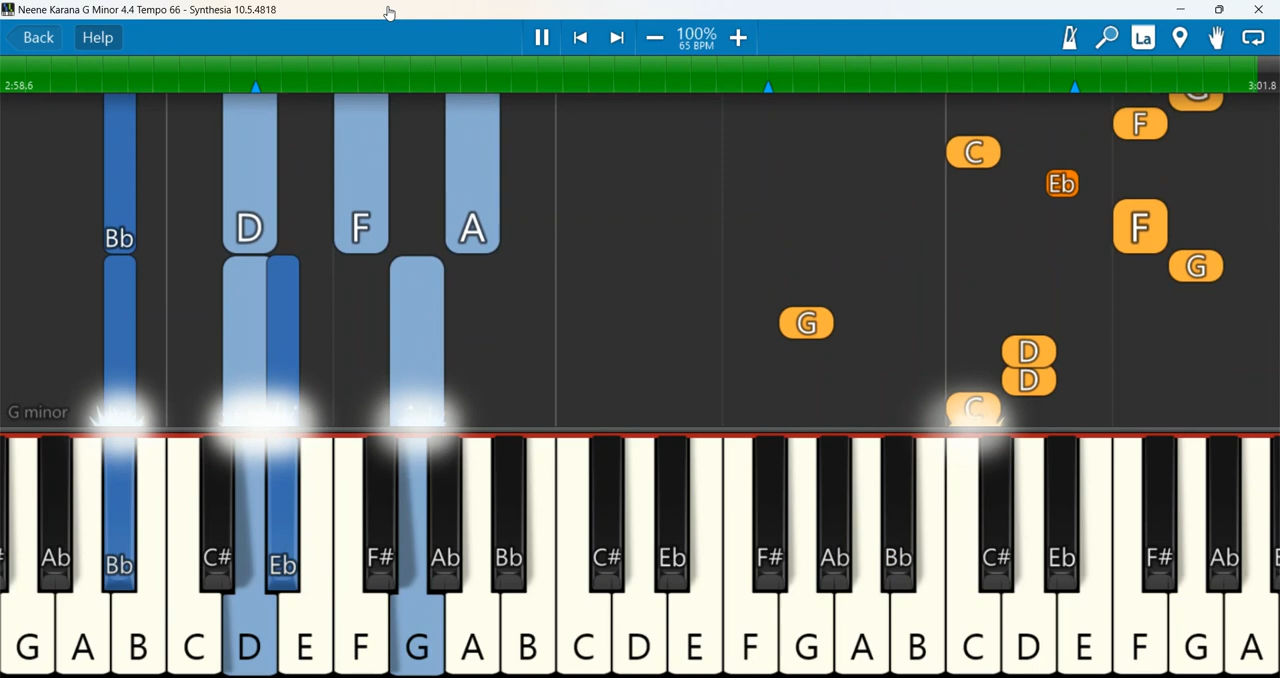 Neene Karana G Minor 4.4 Tempo 66 - Synthesia 10.5.4818
Back Help 100% La
65 BPM
2:58.6 3:01.8
G
F
C
Eb
Bb D F A F
G
G
D
D
G minor C
Ab Bb C# Eb F# Ab Bb C# Eb F# Ab Bb C# Eb F# Ab E
G A B C D E F G A B C D E F G A B C D E F G A